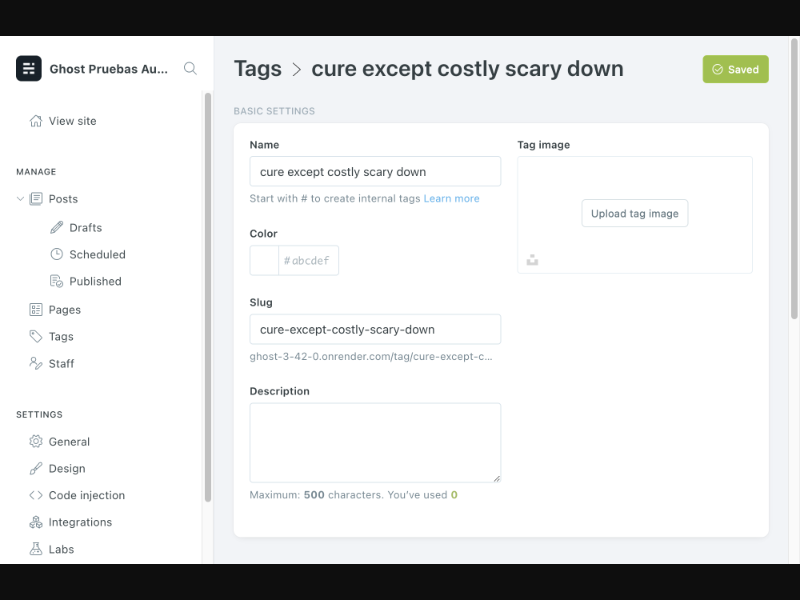 Ghost Pruebas Au...
View site
MANAGE
Posts
Drafts
Scheduled
Published
Pages
Tags
Staff
SETTINGS
General
Design
Code injection
Integrations
Labs
Tags > cure except costly scary down
Saved
BASIC SETTINGS
Name
cure except costly scary down
Start with # to create internal tags Learn more
Color
# abcdef
Slug
cure-except-costly-scary-down
ghost-3-42-0.onrender.com/tag/cure-except-c...
Description
Maximum: 500 characters. You've used 0
Tag image
Upload tag image